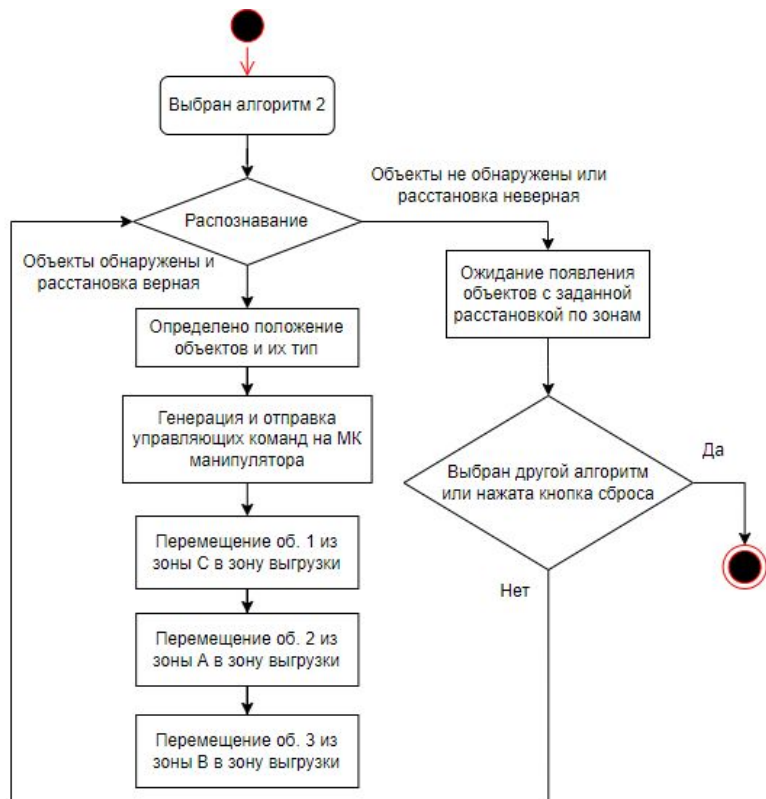 Выбран алгоритм 2
Объекты не обнаружены или
расстановка неверная
Распознавание
Объекты обнаружены и
расстановка верная
Ожидание появления
объектов с заданной
расстановкой по зонам
Определено положение
объектов и их тип
Генерация и отправка
управляющих команд на МК
манипулятора
Выбран другой алгоритм
или нажата кнопка сброса
Да
Нет
Перемещение об. 1 из
зоны С в зону выгрузки
Перемещение об. 2 из
зоны А в зону выгрузки
Перемещение об. 3 из
зоны В в зону выгрузки